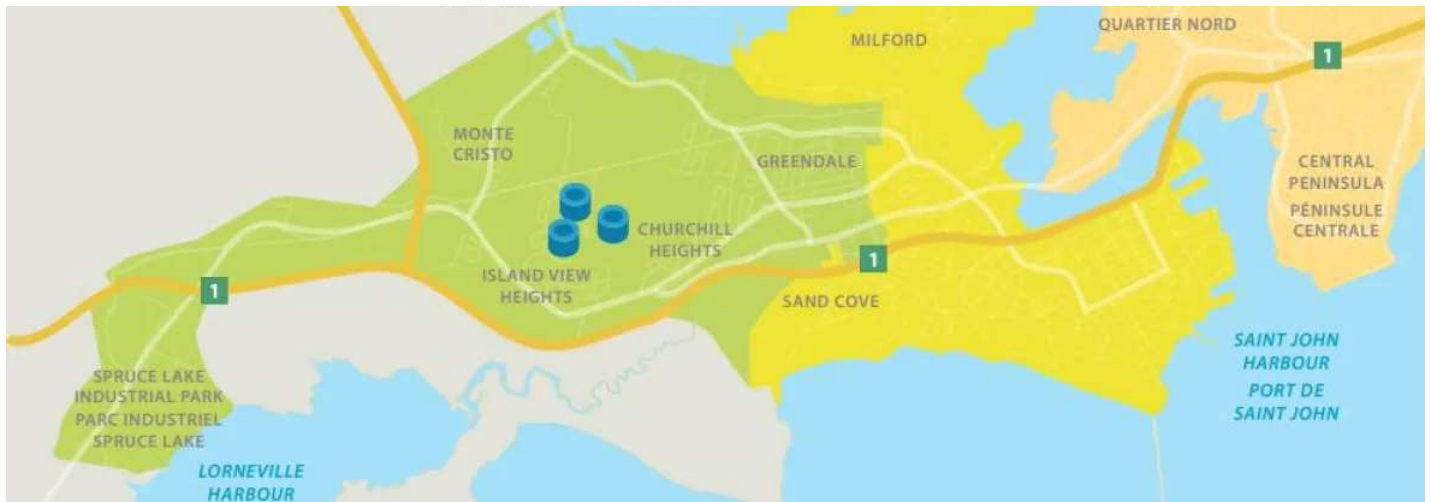 QUARTIER NORD
MILFORD
1
MONTE
CRISTO
GREENDALE
CENTRAL
PENINSULA
PÉNINSULE
CENTRALE
CHURCHILL
HEIGHTS
1
ISLAND VIEW
HEIGHTS
1
SAND COVE
SAINT JOHN
HARBOUR
PORT DE
SAINT JOHN
SPRUCE LAKE
INDUSTRIAL PARK
PARC INDUSTRIEL
SPRUCE LAKE
LORNEVILLE
HARBOUR